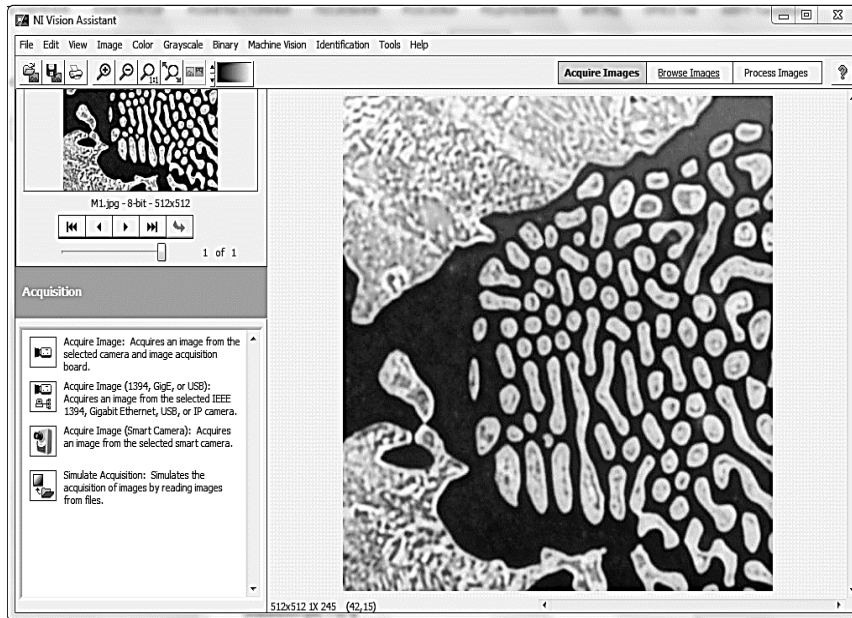 NI Vision Assistant
File Edit View Image Color Grayscale Binary Machine Vision Identification Tools Help
1:1
Acquire Images Browse Images Process Images
M1.jpg - 8-bit - 512x512
1 of 1
Acquisition
Acquire Image: Acquires an image from the
selected camera and image acquisition
board.
Acquire Image (1394, GigE, or USB):
Acquires an image from the selected IEEE
1394, Gigabit Ethernet, USB, or IP camera.
Acquire Image (Smart Camera): Acquires
an image from the selected smart camera.
Simulate Acquisition: Simulates the
acquisition of images by reading images
from files.
512x512 1X 245 (42,15)